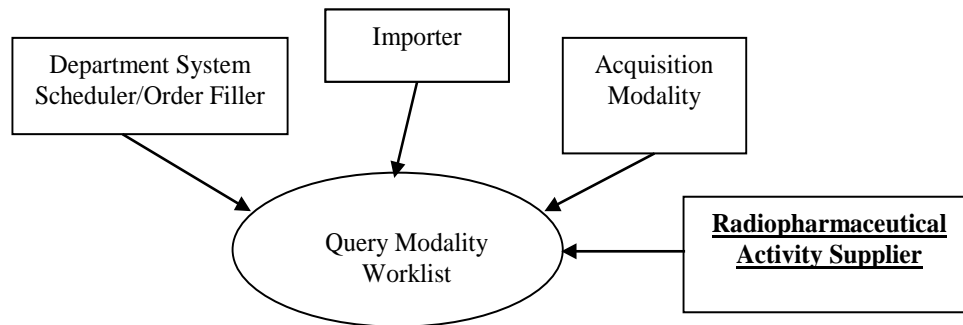 Importer
Department System
Scheduler/Order Filler
Acquisition
Modality
Query Modality
Worklist
Radiopharmaceutical
Activity Supplier